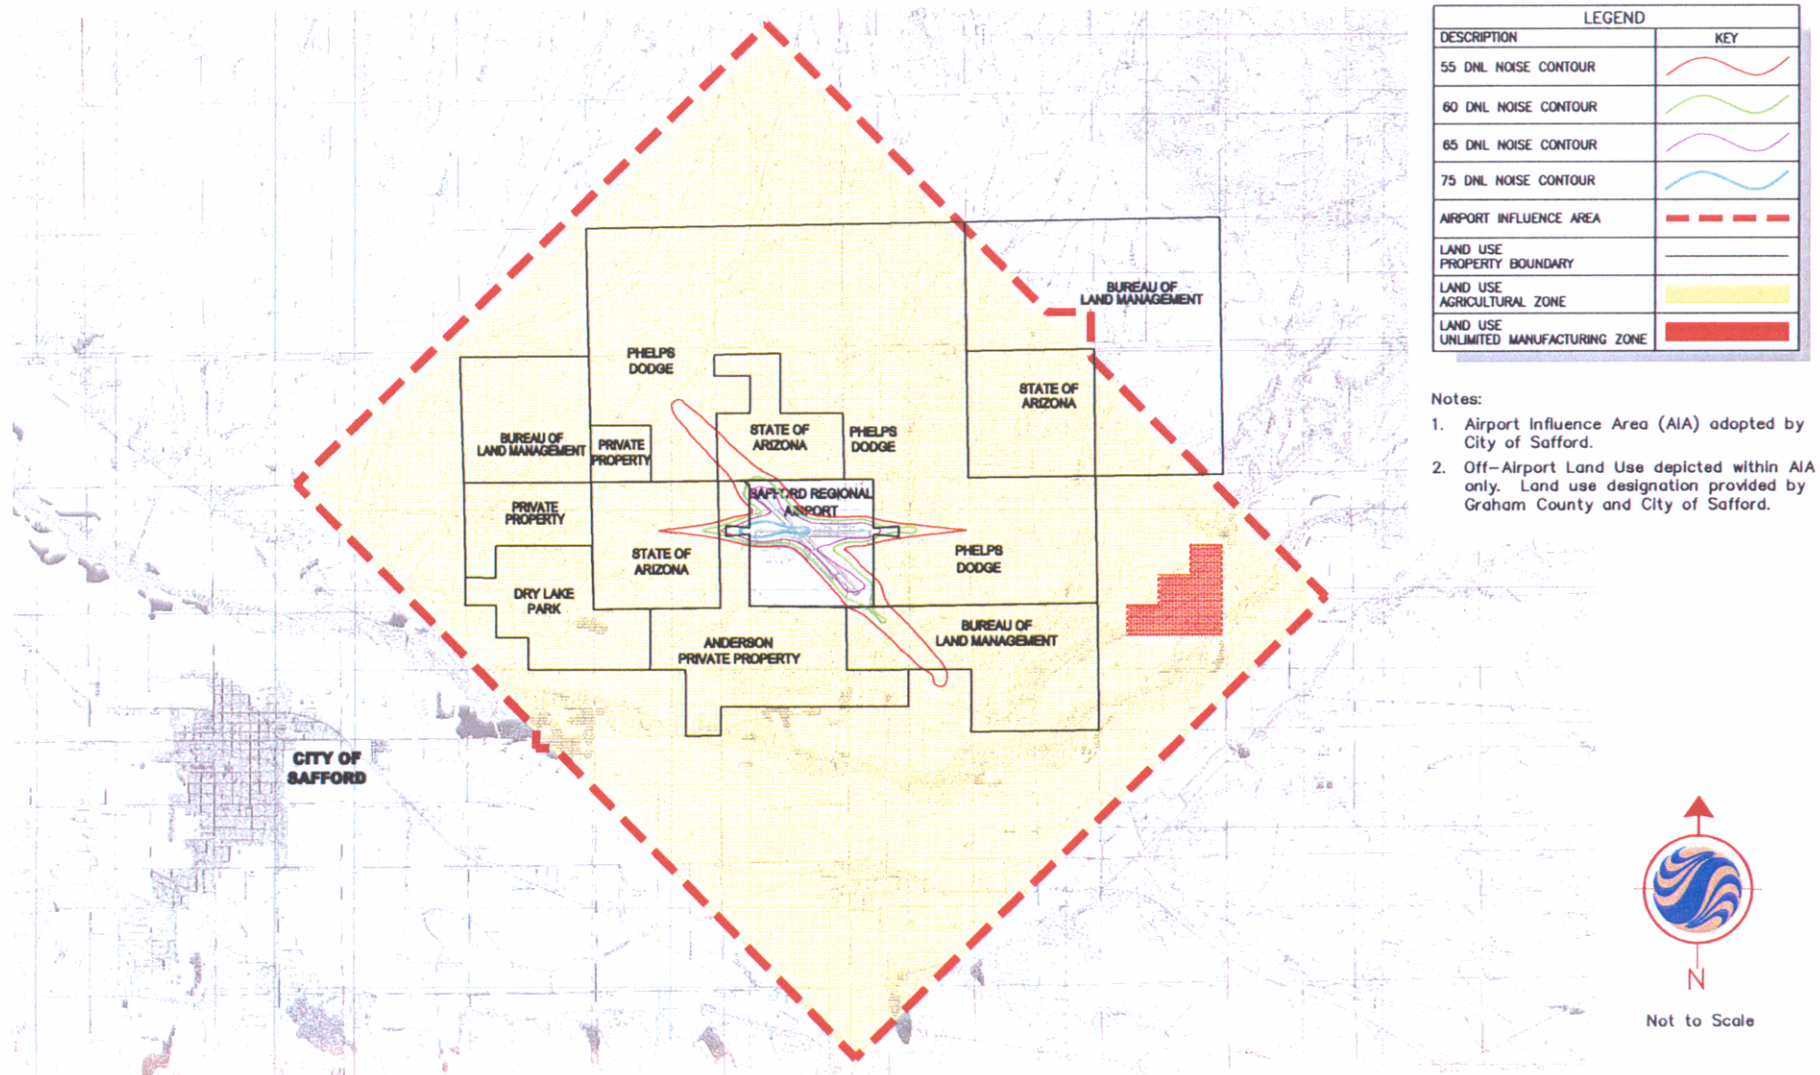 LEGEND
DESCRIPTION KEY
55 DNL NOISE CONTOUR
60 DNL NOISE CONTOUR
65 DNL NOISE CONTOUR
75 DNL NOISE CONTOUR
AIRPORT INFLUENCE AREA
LAND USE
PROPERTY BOUNDARY
LAND USE
AGRICULTURAL ZONE
LAND USE
UNLIMITED MANUFACTURING ZONE
Notes:
1. Airport Influence Area (AIA) adopted by
City of Safford.
2. Off-Airport Land Use depicted within AIA
only. Land use designation provided by
Graham County and City of Safford.
BUREAU OF
LAND MANAGEMENT
PHELPS
DODGE
STATE OF
ARIZONA
STATE OF
ARIZONA
PHELPS
DODGE
BUREAU OF
LAND MANAGEMENT
PRIVATE
PROPERTY
SAFFORD REGIONAL
AIRPORT
PRIVATE
PROPERTY
STATE OF
ARIZONA
PHELPS
DODGE
DRY LAKE
PARK
ANDERSON
PRIVATE PROPERTY
BUREAU OF
LAND MANAGEMENT
CITY OF
SAFFORD
N
Not to Scale